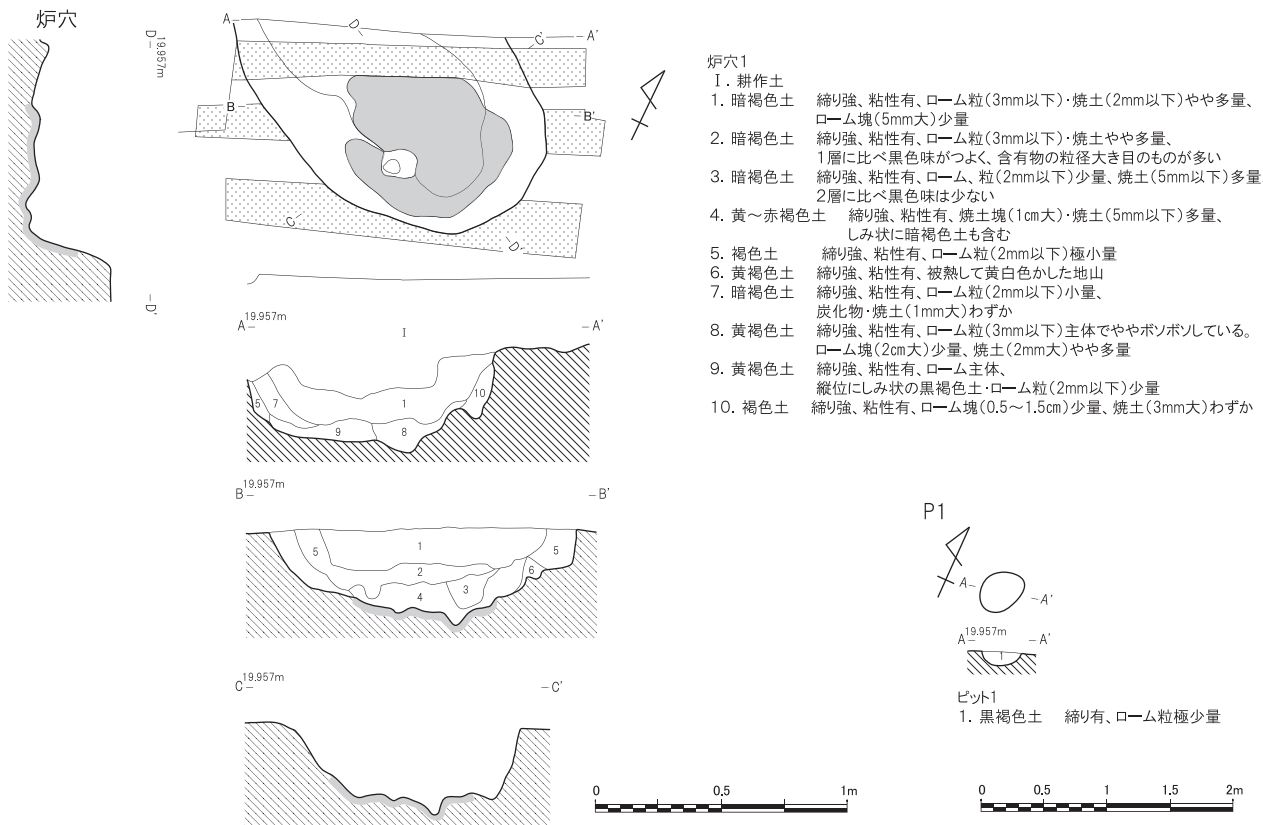 炉穴
A
D
C'
A'
D
19.957m
B
B'
C
D'
D'
A 19.957m
I
A'
5
7
1
10
9
8
B 19.957m
B'
5
1
5
2
6
3
4
C 19.957m
C'
炉穴1
I. 耕作土
1. 暗褐色土 締り強、粘性有、ローム粒(3mm以下)・焼土(2mm以下)やや多量、
ローム塊(5mm大)少量
2. 暗褐色土 締り強、粘性有、ローム粒(3mm以下)・焼土やや多量、
1層に比べ黒色味がつよく、含有物の粒径大き目のものが多い
3. 暗褐色土 締り強、粘性有、ローム、粒(2mm以下)少量、焼土(5mm以下)多量
2層に比べ黒色味は少ない
4. 黄～赤褐色土 締り強、粘性有、焼土塊(1cm大)・焼土(5mm以下)多量、
しみ状に暗褐色土も含む
5. 褐色土 締り強、粘性有、ローム粒(2mm以下)極小量
6. 黄褐色土 締り強、粘性有、被熱して黄白色かした地山
7. 暗褐色土 締り強、粘性有、ローム粒(2mm以下)小量、
炭化物・焼土(1mm大)わずか
8. 黄褐色土 締り強、粘性有、ローム粒(3mm以下)主体でややボソボソしている。
ローム塊(2cm大)少量、焼土(2mm大)やや多量
9. 黄褐色土 締り強、粘性有、ローム主体、
縦位にしみ状の黒褐色土・ローム粒(2mm以下)少量
10. 褐色土 締り強、粘性有、ローム塊(0.5～1.5cm)少量、焼土(3mm大)わずか
P1
A
A'
A 19.957m
A'
1
ピット1
1. 黒褐色土 締り有、ローム粒極少量
0 0.5 1m
0 0.5 1 1.5 2m